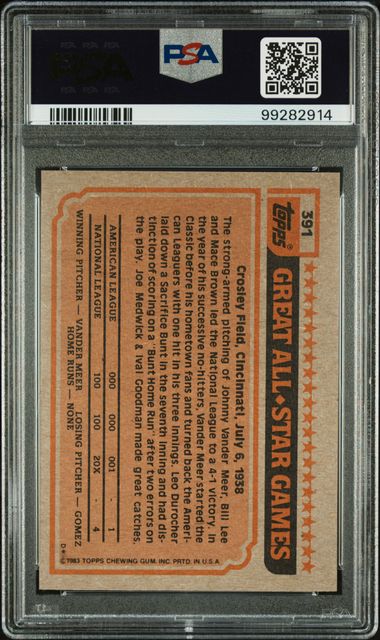 PSA
99282914
391
Topps®
GREAT ALL★STAR GAMES
Crosley Field, Cincinnati July 6, 1938
The strong-armed pitching of Johnny Vander Meer, Bill Lee
and Mace Brown led the National League to a 4-1 victory. In
the year of his successive no-hitters, Vander Meer started the
Classic before his hometown fans and turned back the Ameri-
can Leaguers with one hit in his three innings. Leo Durocher
laid down a Sacrifice Bunt in the seventh inning and had dis-
tinction of scoring on a "Bunt Home Run" after two errors on
the play. Joe Medwick & Ival Goodman made great catches.
AMERICAN LEAGUE 000 000 001 - 1
NATIONAL LEAGUE 100 100 20X - 4
WINNING PITCHER — VANDER MEER LOSING PITCHER — GOMEZ
HOME RUNS — NONE
D★ ©1983 TOPPS CHEWING GUM, INC. PRTD. IN U.S.A.
PSA